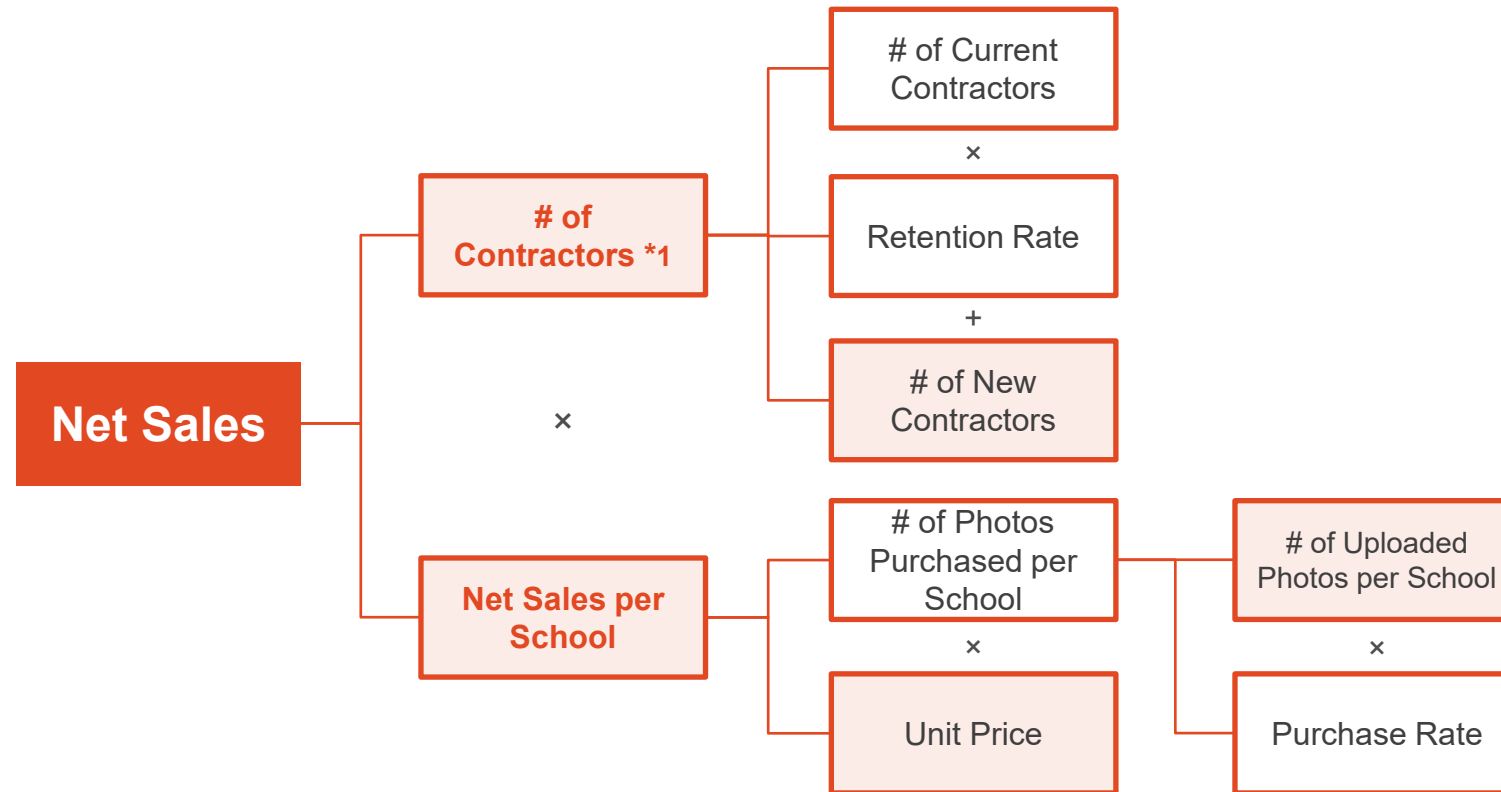 # of Current
Contractors
×
# of
Contractors *1
Retention Rate
+
# of New
Contractors
Net Sales
×
# of Photos
Purchased per
School
# of Uploaded
Photos per School
Net Sales per
School
×
×
Unit Price
Purchase Rate